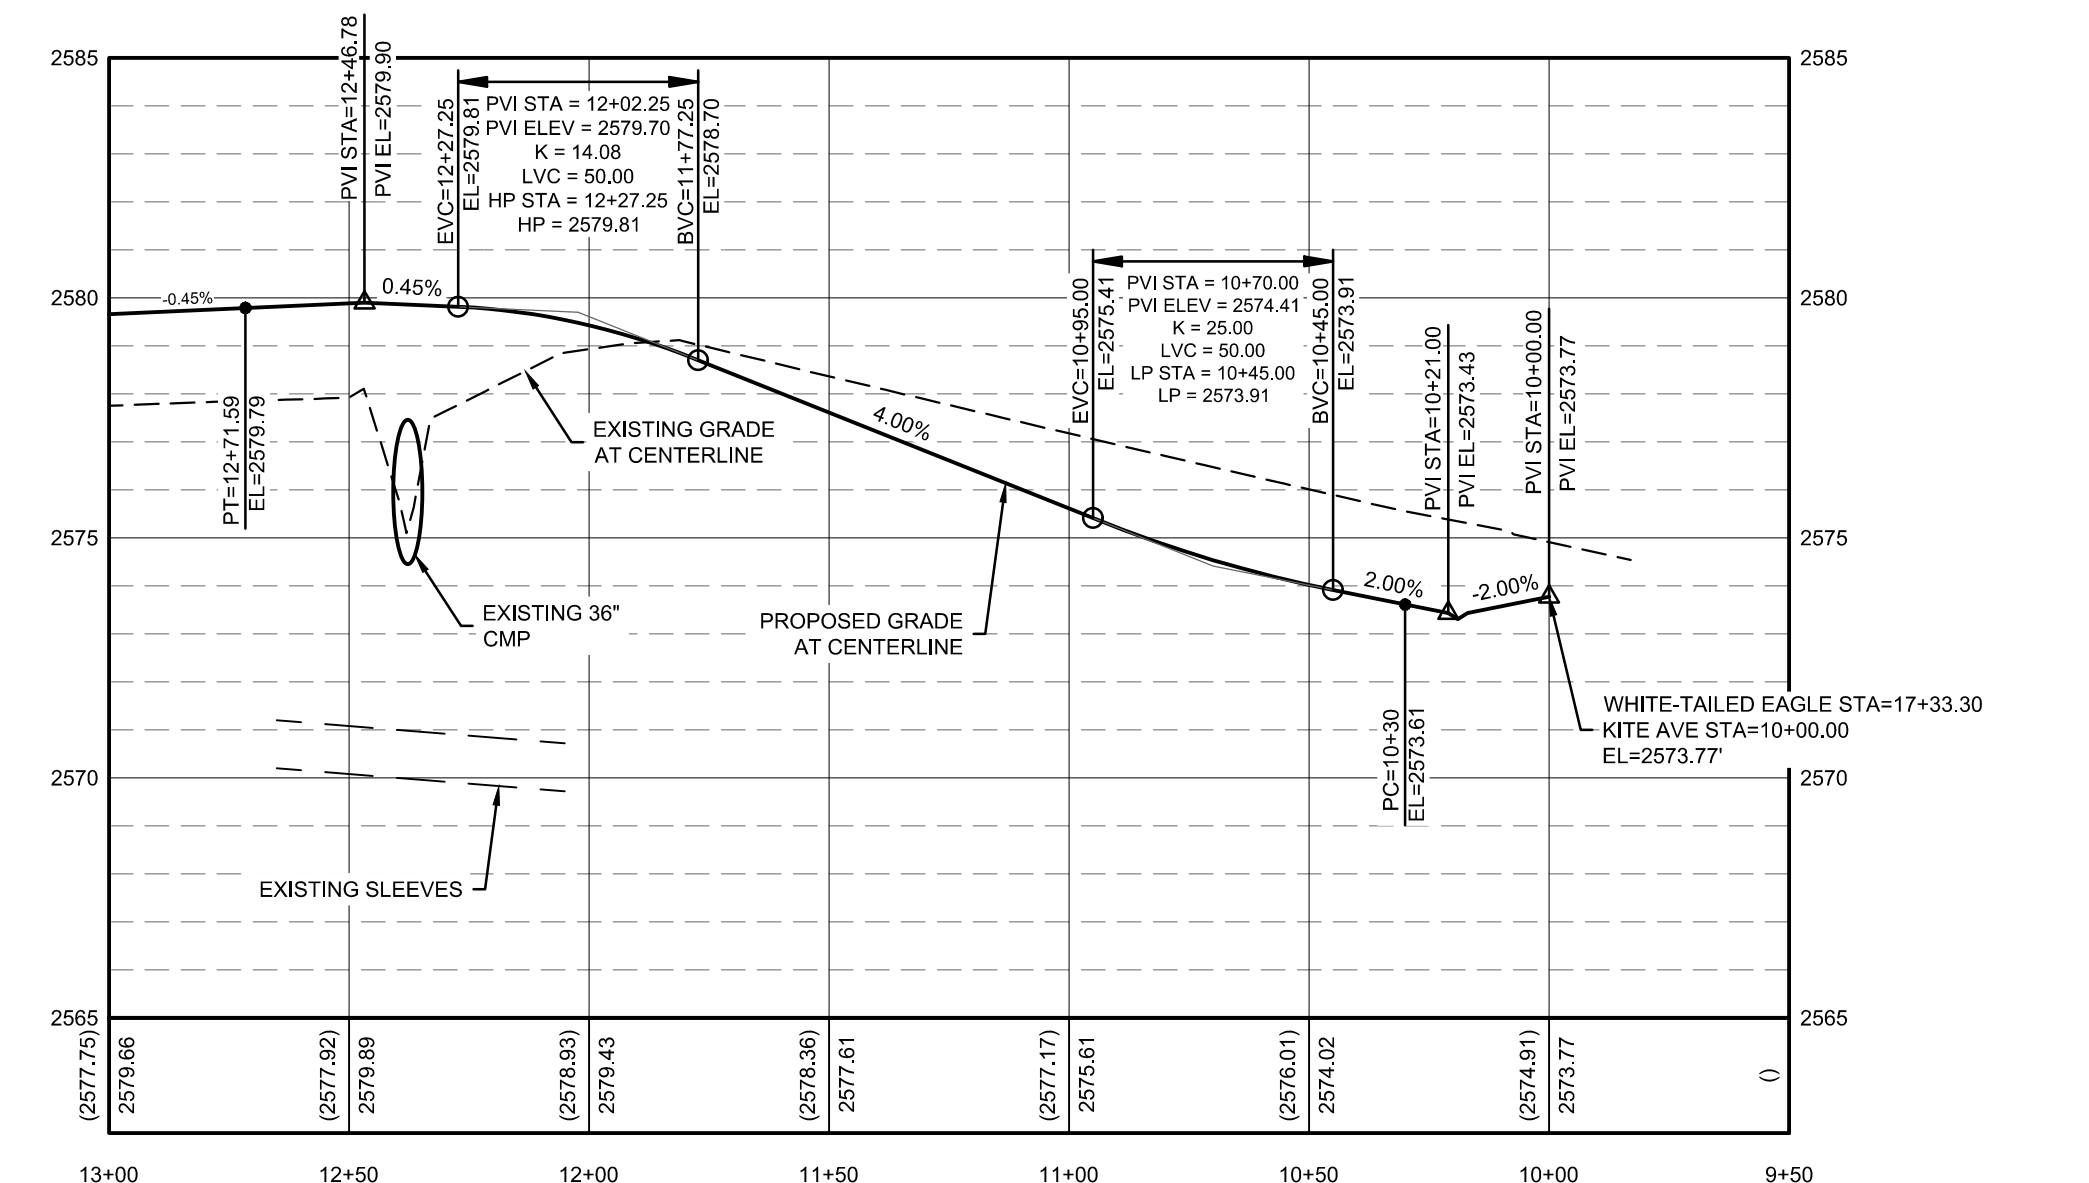 2585
2580
2575
2570
2565
PVI STA=12+46.78
PVI EL=2579.90
EVC=12+27.25
EL=2579.81
PVI STA = 12+02.25
PVI ELEV = 2579.70
K = 14.08
LVC = 50.00
HP STA = 12+27.25
HP = 2579.81
BVC=11+77.25
EL=2578.70
EVC=10+95.00
EL=2575.41
PVI STA = 10+70.00
PVI ELEV = 2574.41
K = 25.00
LVC = 50.00
LP STA = 10+45.00
LP = 2573.91
BVC=10+45.00
EL=2573.91
PVI STA=10+21.00
PVI EL=2573.43
PVI STA=10+00.00
PVI EL=2573.77
-0.45%
0.45%
4.00%
2.00%
-2.00%
PT=12+71.59
EL=2579.79
EXISTING GRADE
AT CENTERLINE
EXISTING 36"
CMP
PROPOSED GRADE
AT CENTERLINE
PC=10+30
EL=2573.61
WHITE-TAILED EAGLE STA=17+33.30
KITE AVE STA=10+00.00
EL=2573.77'
EXISTING SLEEVES
2585
2580
2575
2570
2565
(2577.75)
2579.66
(2577.92)
2579.89
(2578.93)
2579.43
(2578.36)
2577.61
(2577.17)
2575.61
(2576.01)
2574.02
(2574.91)
2573.77
()
13+00
12+50
12+00
11+50
11+00
10+50
10+00
9+50